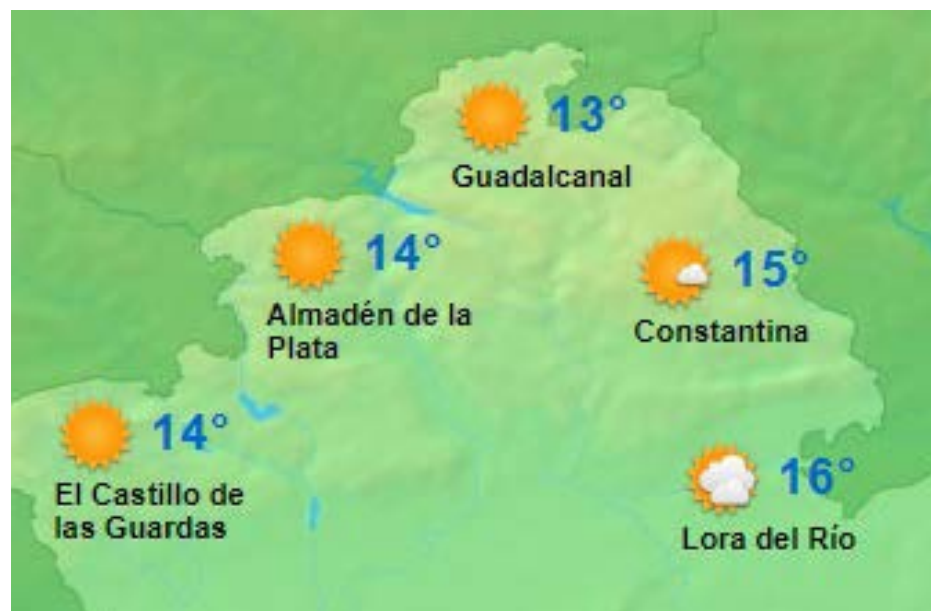 13°
Guadalcanal
14°
Almadén de la
Plata
15°
Constantina
14°
El Castillo de
las Guardas
16°
Lora del Río